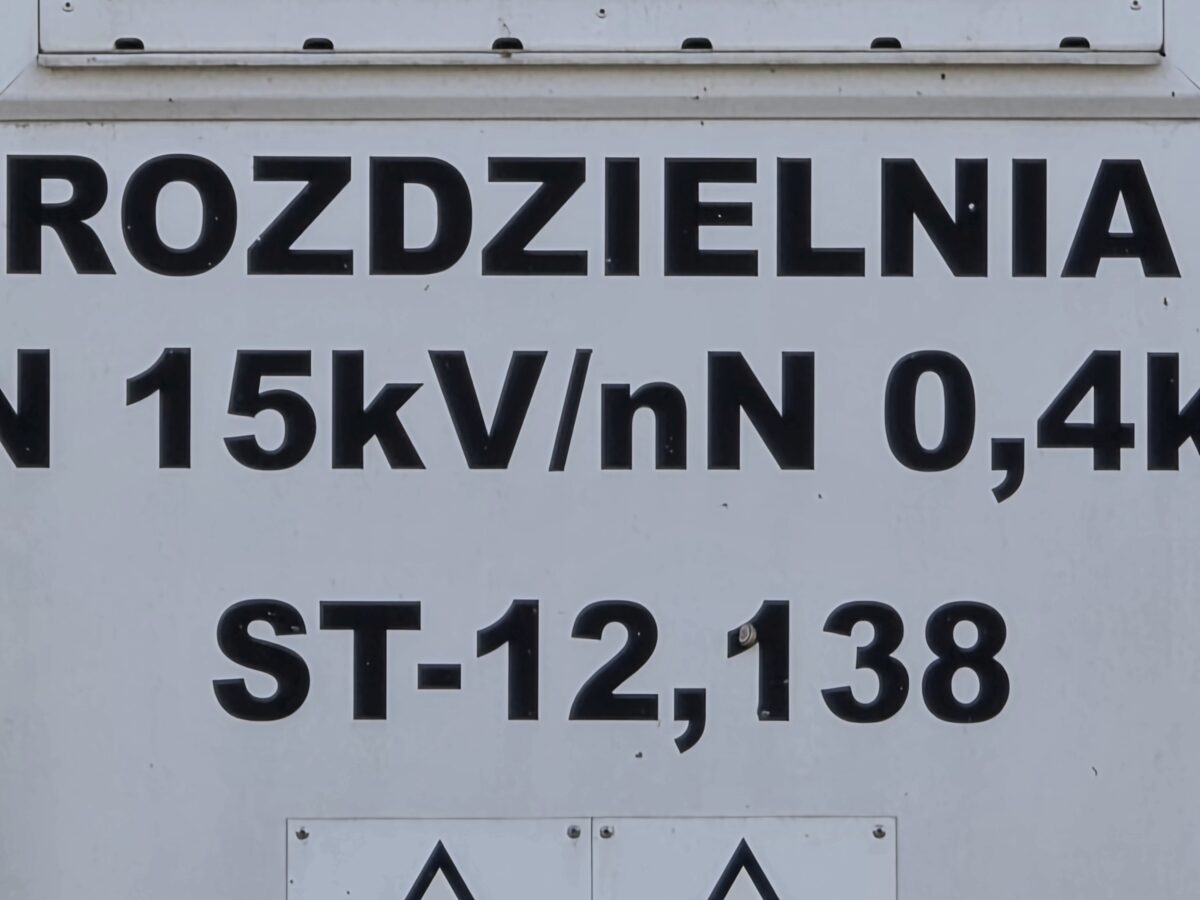 ROZDZIELNIA
N 15kV/nN 0,4k
ST-12,138